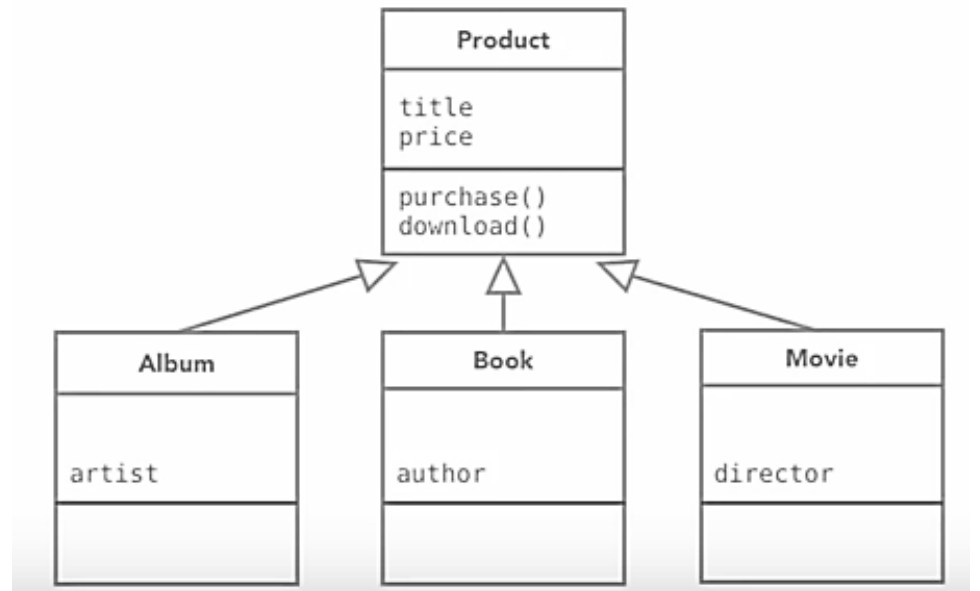 Product
title
price
purchase()
download()
Album
artist
Book
author
Movie
director